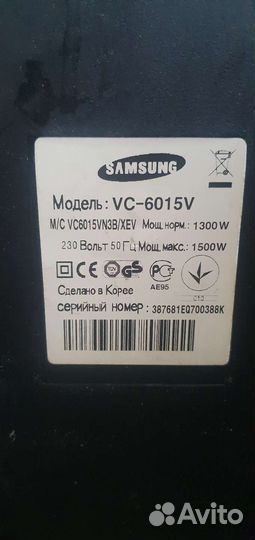 SAMSUNG
Модель: VC-6015V
M/C VC6015VN3B/XEV Мощ.норм.: 1300W
230 Вольт 50 Гц Мощ.макс.: 1500W
AE95
Сделано в Корее
серийный номер : 387681EQ700388K
Avito